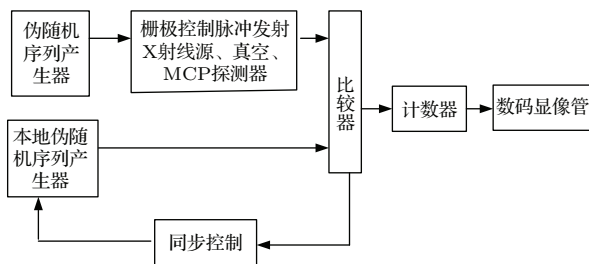 伪随机
序列产
生器
栅极控制脉冲发射
X射线源、真空、
MCP探测器
比较器
计数器
数码显像管
本地伪随
机序列产
生器
同步控制